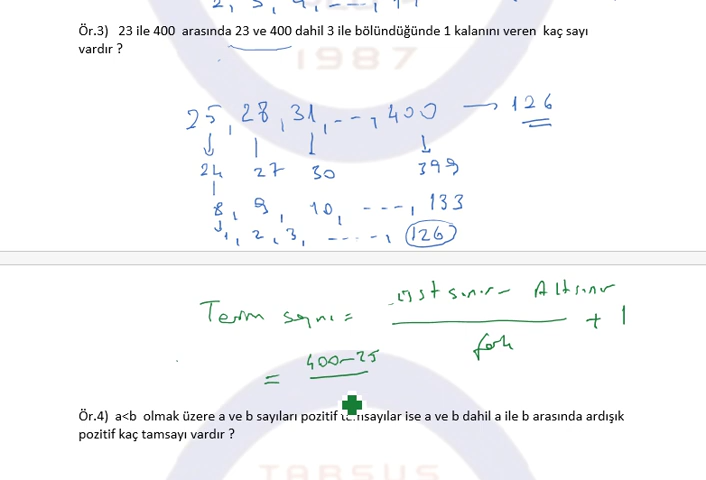 Ör.3) 23 ile 400 arasında 23 ve 400 dahil 3 ile bölündüğünde 1 kalanını veren kaç sayı
vardır ?
1987
25, 28, 31, ---, 400 → 126
24 27 30 399
8, 9, 10, ---, 133
1, 2, 3, -----, 126
Üst sınır - Alt sınır
Terim sayısı = + 1
fark
400-25
=
Ör.4) a<b olmak üzere a ve b sayıları pozitif ise a ve b dahil a ile b arasında ardışık
pozitif kaç tamsayı vardır ?
TARSUS